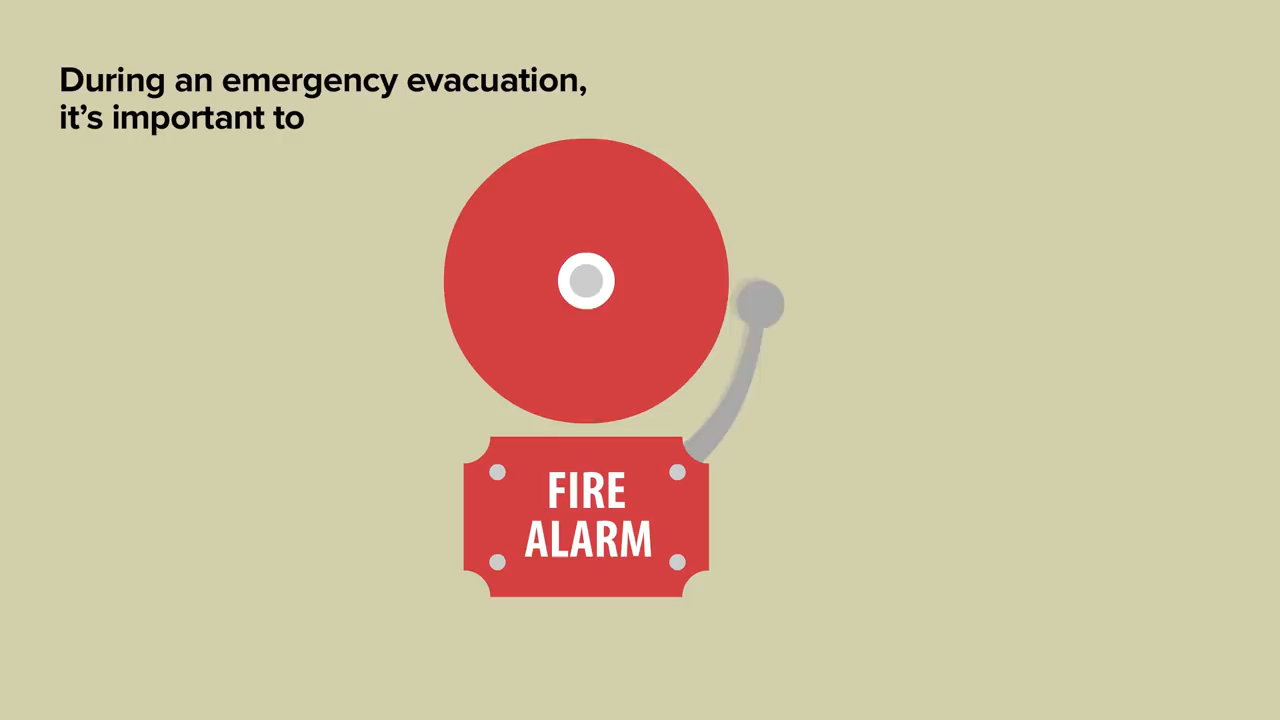 During an emergency evacuation,
it’s important to
FIRE
ALARM